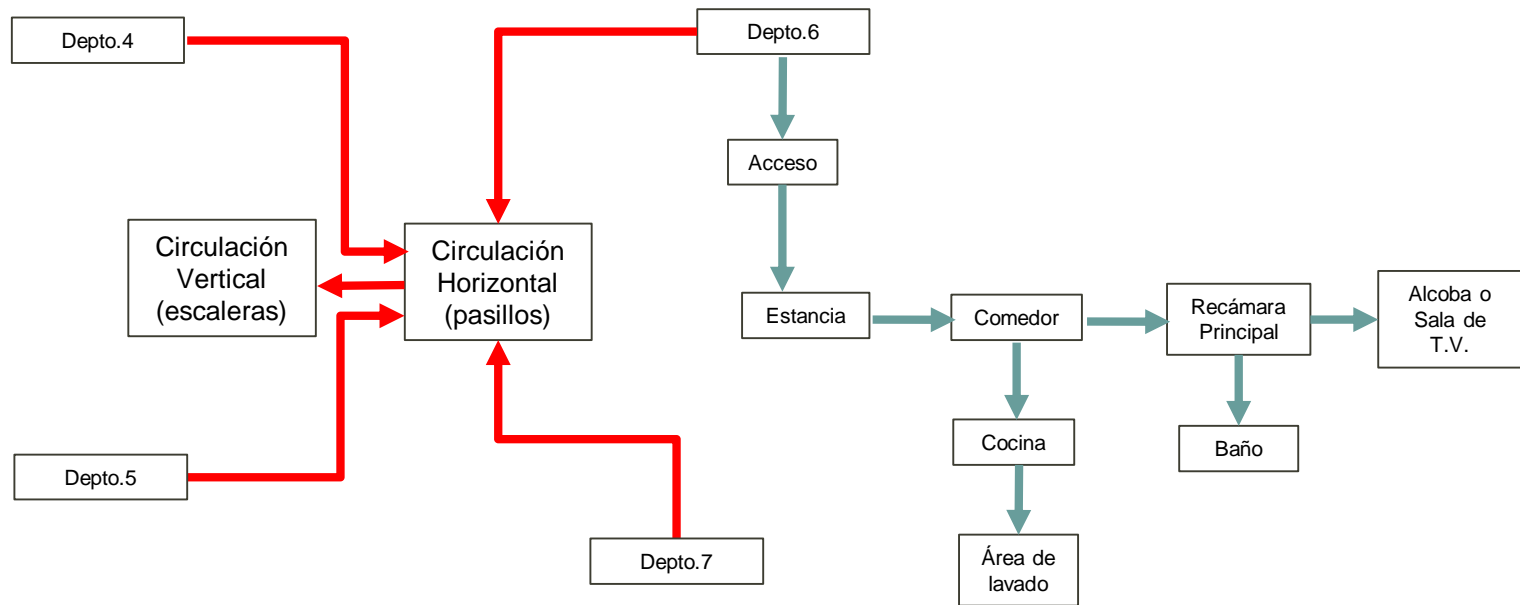 Depto.4
Depto.6
Acceso
Circulación
Vertical
(escaleras)
Circulación
Horizontal
(pasillos)
Estancia
Comedor
Recámara
Principal
Alcoba o
Sala de
T.V.
Cocina
Baño
Depto.5
Depto.7
Área de
lavado